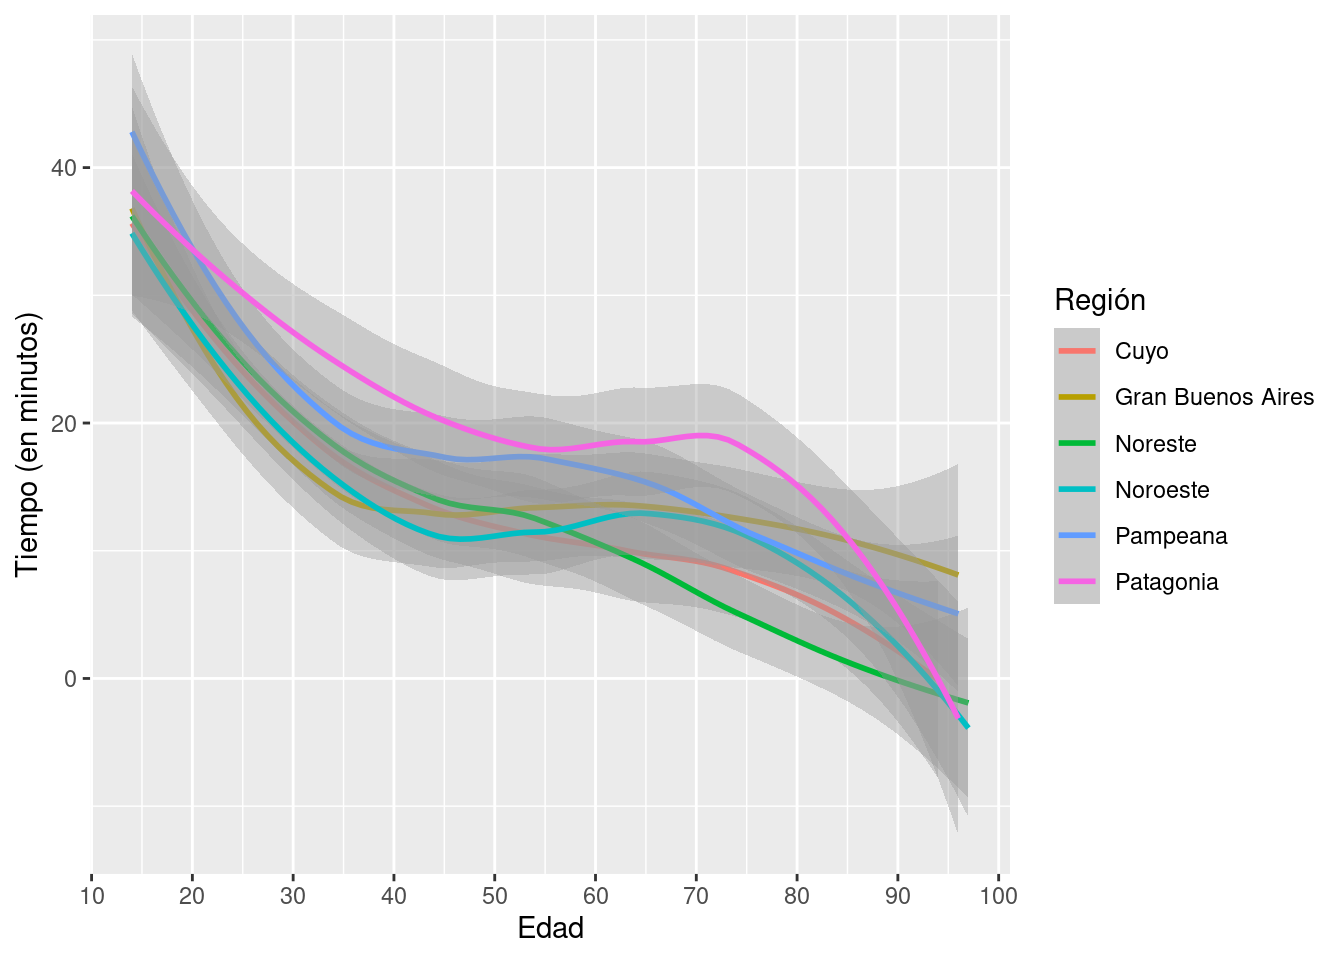 40
20
0
Tiempo (en minutos)
10 20 30 40 50 60 70 80 90 100
Edad
Región
Cuyo
Gran Buenos Aires
Noreste
Noroeste
Pampeana
Patagonia